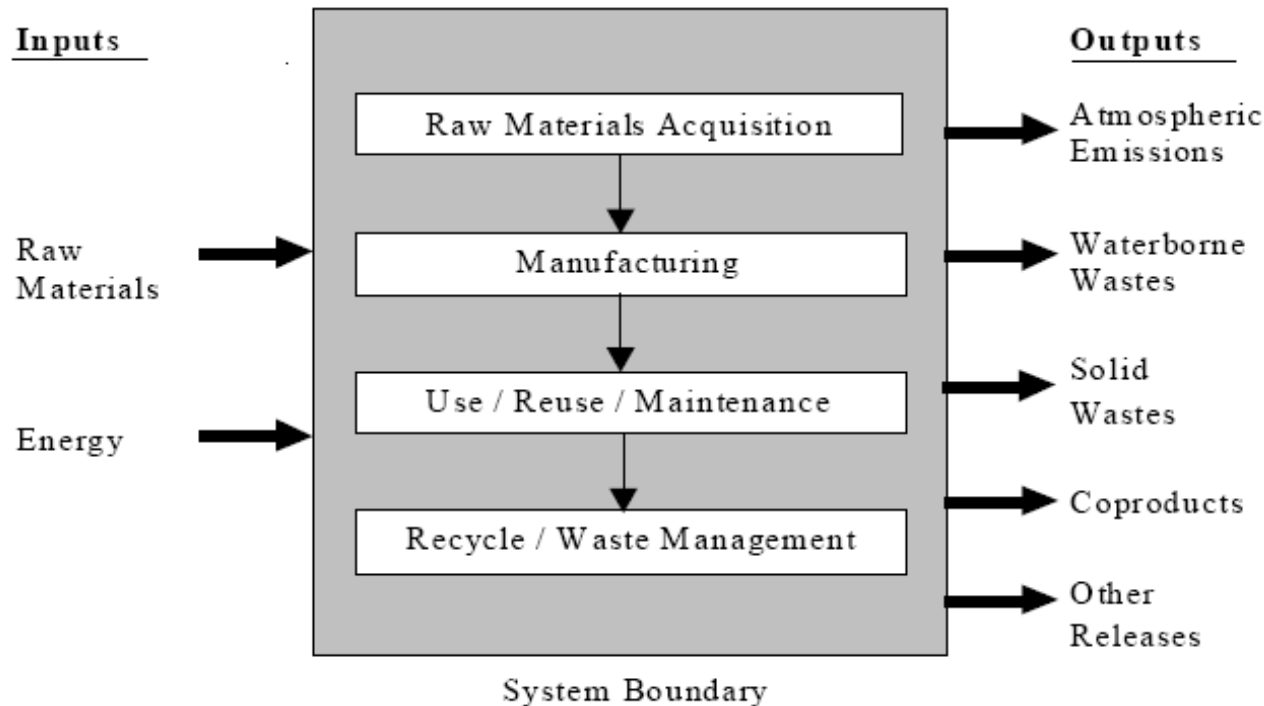 Inputs
Raw
Materials
Energy
Raw Materials Acquisition
Manufacturing
Use / Reuse / Maintenance
Recycle / Waste Management
System Boundary
Outputs
Atmospheric
Emissions
Waterborne
Wastes
Solid
Wastes
Coproducts
Other
Releases